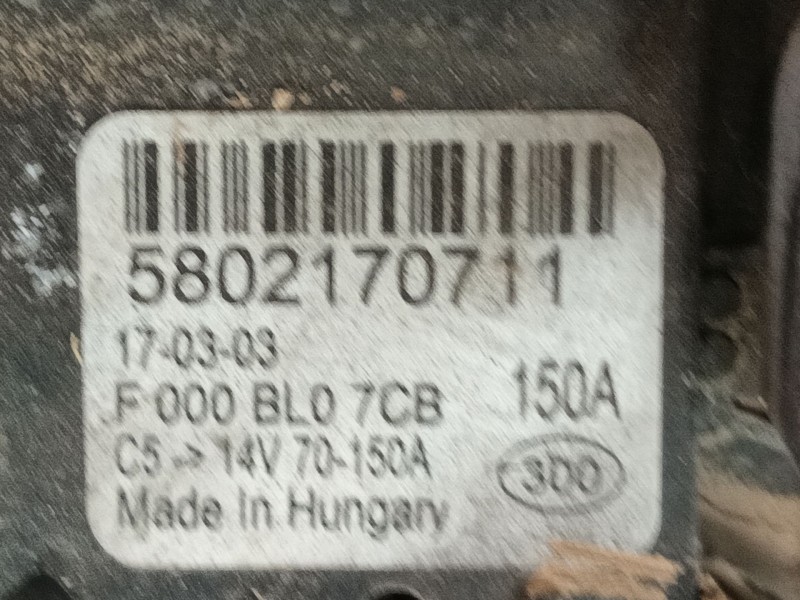 5802170711
17-03-03
F 000 BL0 7CB
150A
C5 -> 14V 70-150A
3D0
Made In Hungary